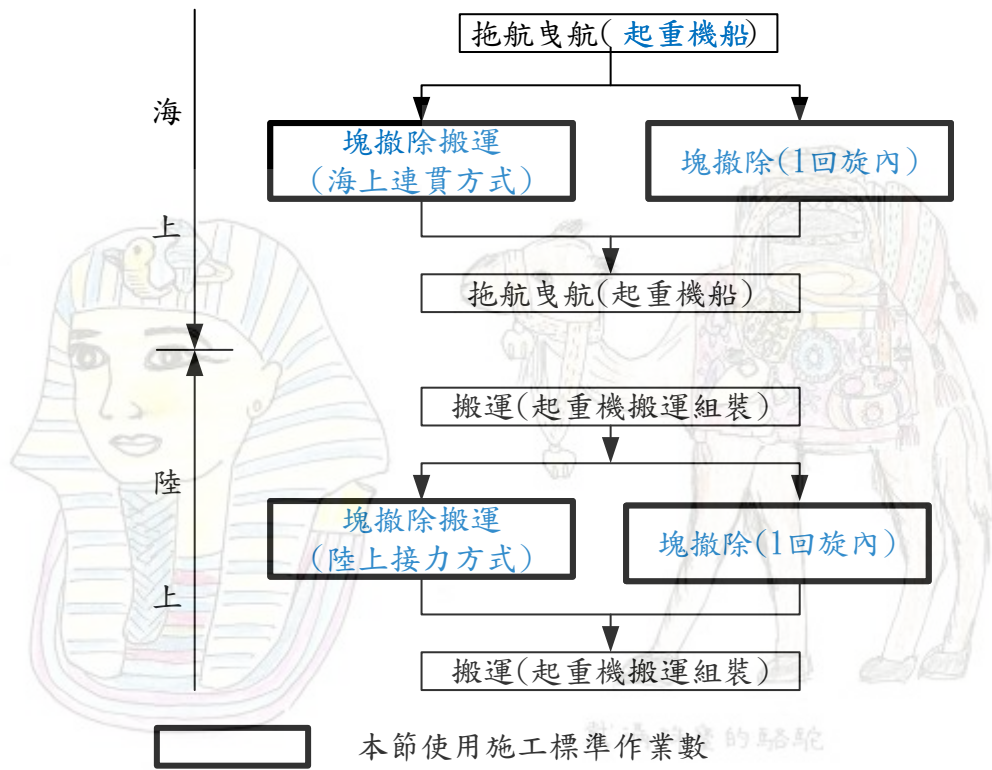 拖航曳航(起重機船)
海
上
塊撤除搬運
(海上連貫方式)
塊撤除(1回旋內)
拖航曳航(起重機船)
陸
上
搬運(起重機搬運組裝)
塊撤除搬運
(陸上接力方式)
塊撤除(1回旋內)
搬運(起重機搬運組裝)
本節使用施工標準作業數
的駱駝